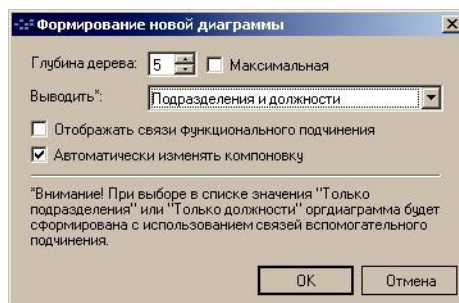 Формирование новой диаграммы
Глубина дерева: 5 Максимальная
Выводить*: Подразделения и должности
Отображать связи функционального подчинения
Автоматически изменять компоновку
*Внимание! При выборе в списке значения "Только
подразделения" или "Только должности" оргдиаграмма будет
сформирована с использованием связей вспомогательного
подчинения.
OK Отмена